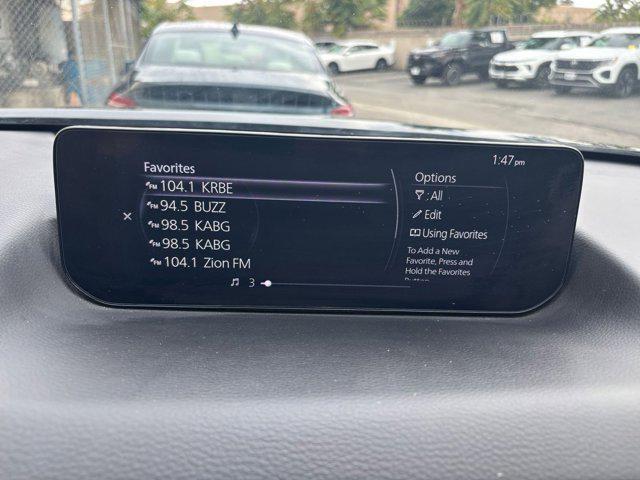 1:47pm
Favorites
FM 104.1 KRBE
FM 94.5 BUZZ
FM 98.5 KABG
FM 98.5 KABG
FM 104.1 Zion FM
3
Options
: All
Edit
Using Favorites
To Add a New
Favorite, Press and
Hold the Favorites